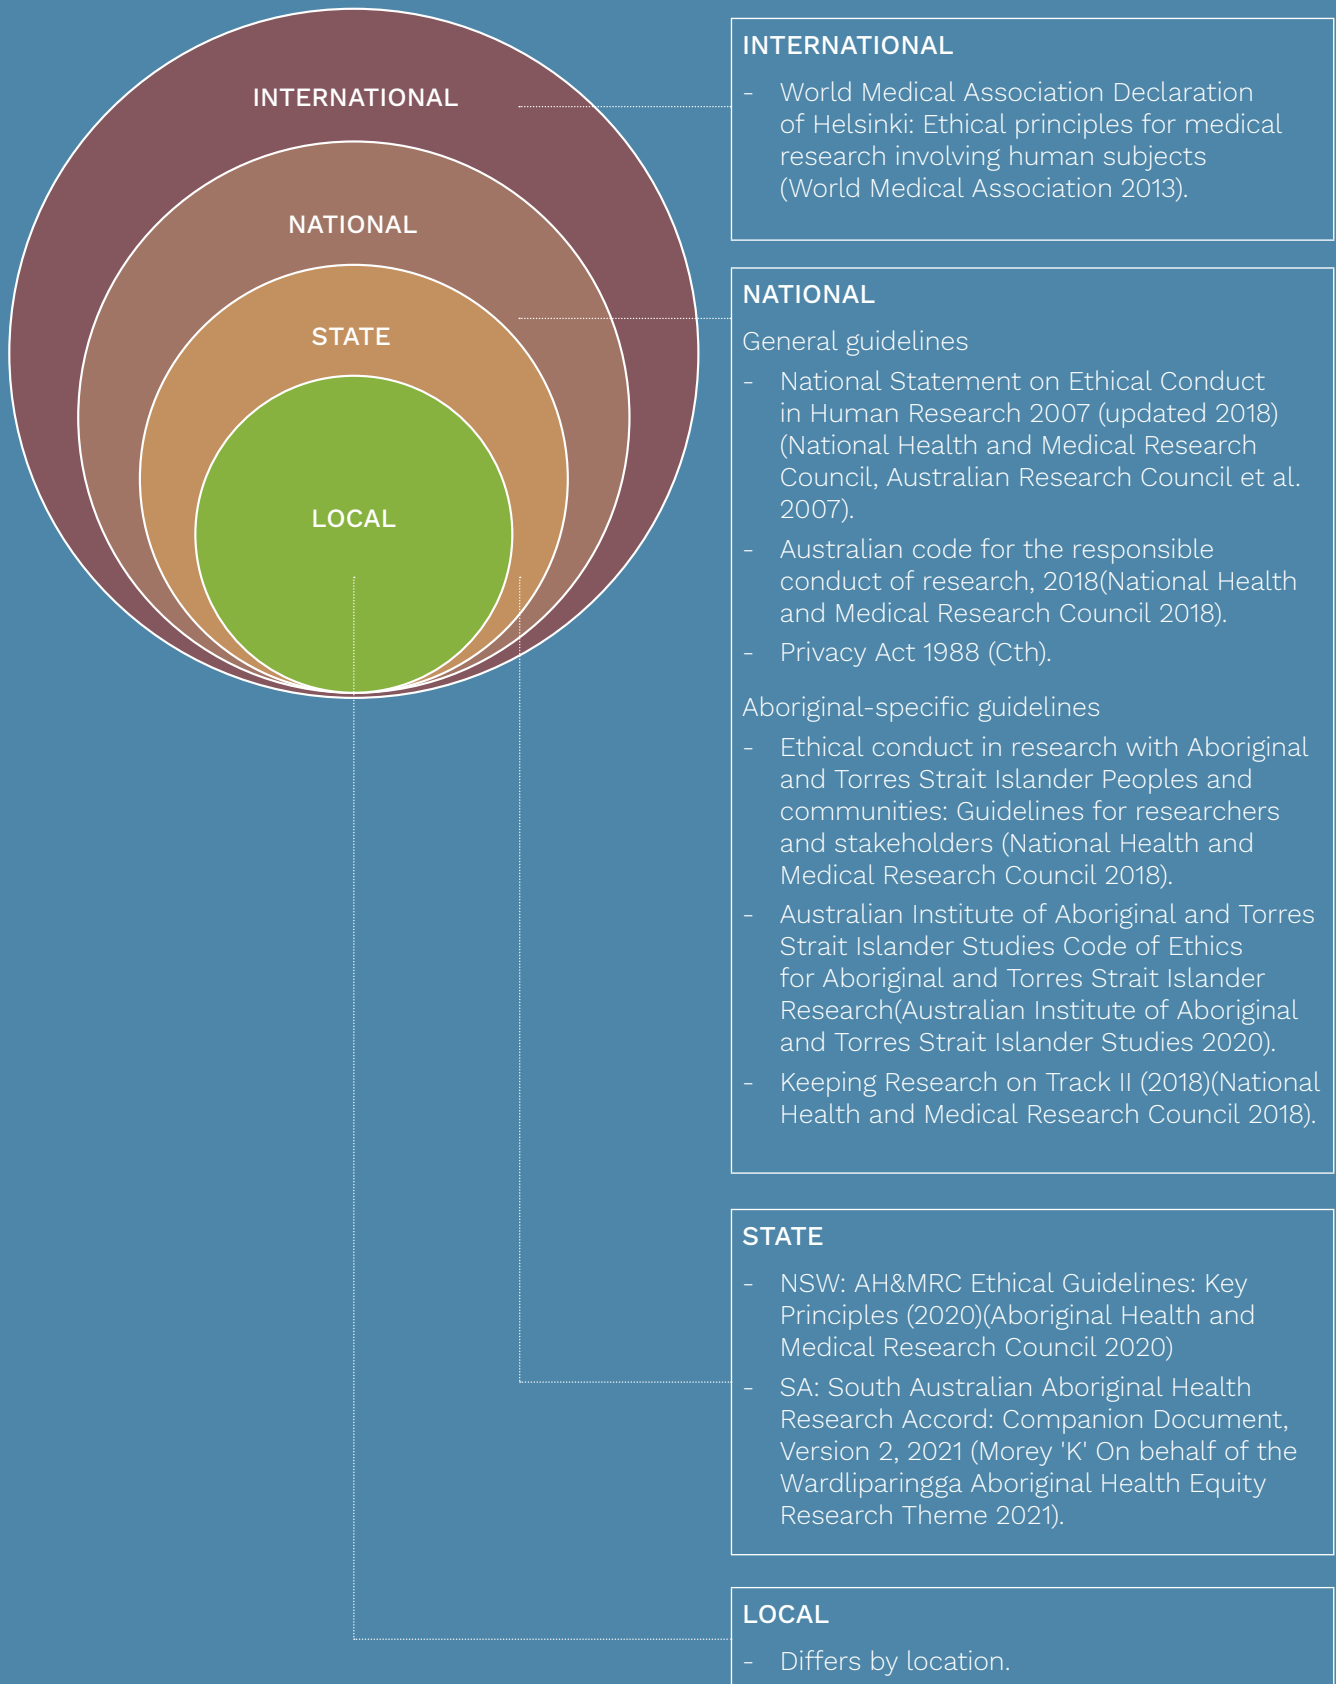 INTERNATIONAL
NATIONAL
STATE
LOCAL
INTERNATIONAL
- World Medical Association Declaration
of Helsinki: Ethical principles for medical
research involving human subjects
(World Medical Association 2013).
NATIONAL
General guidelines
- National Statement on Ethical Conduct
in Human Research 2007 (updated 2018)
(National Health and Medical Research
Council, Australian Research Council et al.
2007).
- Australian code for the responsible
conduct of research, 2018(National Health
and Medical Research Council 2018).
- Privacy Act 1988 (Cth).
Aboriginal-specific guidelines
- Ethical conduct in research with Aboriginal
and Torres Strait Islander Peoples and
communities: Guidelines for researchers
and stakeholders (National Health and
Medical Research Council 2018).
- Australian Institute of Aboriginal and Torres
Strait Islander Studies Code of Ethics
for Aboriginal and Torres Strait Islander
Research(Australian Institute of Aboriginal
and Torres Strait Islander Studies 2020).
- Keeping Research on Track II (2018)(National
Health and Medical Research Council 2018).
STATE
- NSW: AH&MRC Ethical Guidelines: Key
Principles (2020)(Aboriginal Health and
Medical Research Council 2020)
- SA: South Australian Aboriginal Health
Research Accord: Companion Document,
Version 2, 2021 (Morey 'K' On behalf of the
Wardliparingga Aboriginal Health Equity
Research Theme 2021).
LOCAL
- Differs by location.